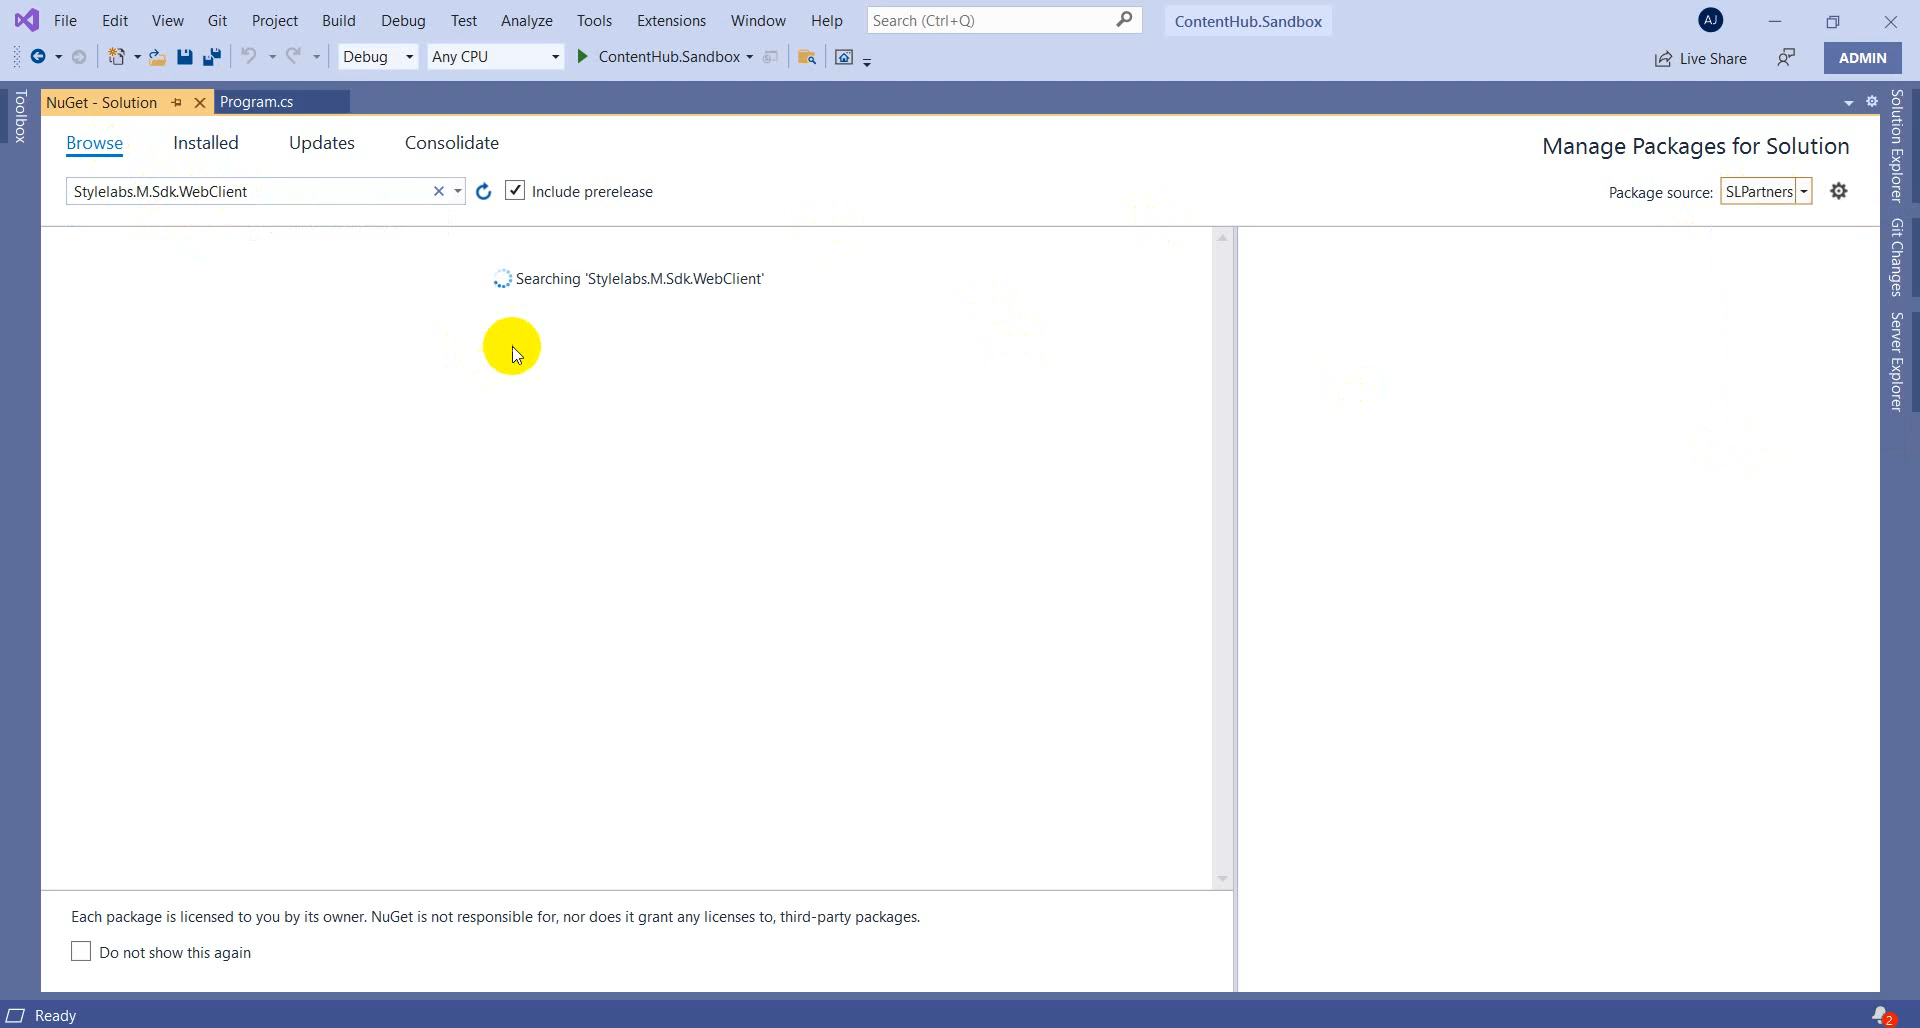 File Edit View Git Project Build Debug Test Analyze Tools Extensions Window Help Search (Ctrl+Q) ContentHub.Sandbox AJ
Debug Any CPU ContentHub.Sandbox Live Share ADMIN
Toolbox
NuGet - Solution Program.cs
Browse Installed Updates Consolidate Manage Packages for Solution
Stylelabs.M.Sdk.WebClient Include prerelease Package source: SLPartners
Searching 'Stylelabs.M.Sdk.WebClient'
Solution Explorer
Git Changes
Server Explorer
Each package is licensed to you by its owner. NuGet is not responsible for, nor does it grant any licenses to, third-party packages.
Do not show this again
Ready 2